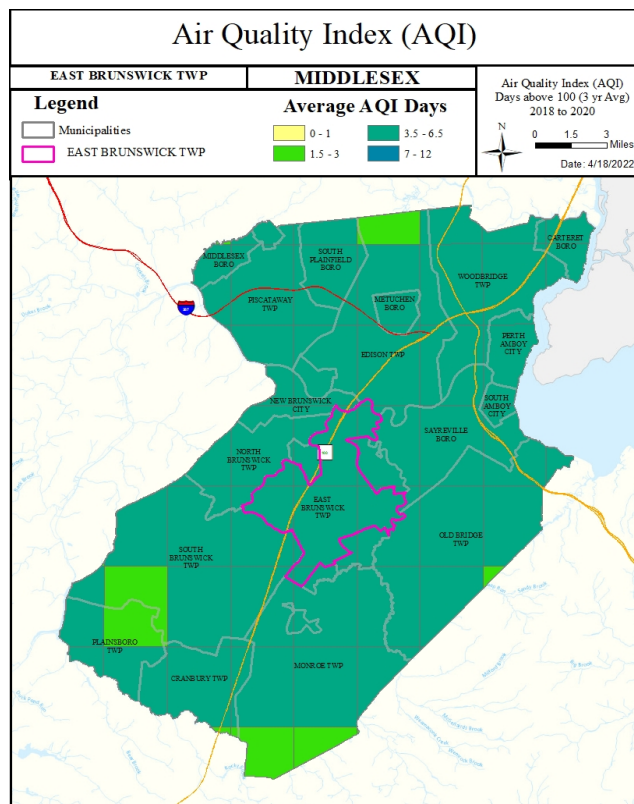 Air Quality Index (AQI)
EAST BRUNSWICK TWP
MIDDLESEX
Legend
Municipalities
EAST BRUNSWICK TWP
Average AQI Days
0 - 1
1.5 - 3
3.5 - 6.5
7 - 12
Air Quality Index (AQI)
Days above 100 (3 yr Avg)
2018 to 2020
N
0 1.5 3
Miles
Date: 4/18/2022
MIDDLESEX
BORO
SOUTH
PLAINFIELD
BORO
CARTERET
BORO
WOODBRIDGE
TWP
PISCATAWAY
TWP
METUCHEN
BORO
287
PERTH
AMBOY
CITY
EDISON TWP
SOUTH
AMBOY
CITY
NEW BRUNSWICK
CITY
SAYREVILLE
BORO
NORTH
BRUNSWICK
TWP
EAST
BRUNSWICK
TWP
OLD BRIDGE
TWP
SOUTH
BRUNSWICK
TWP
PLAINSBORO
TWP
CRANBURY TWP
MONROE TWP